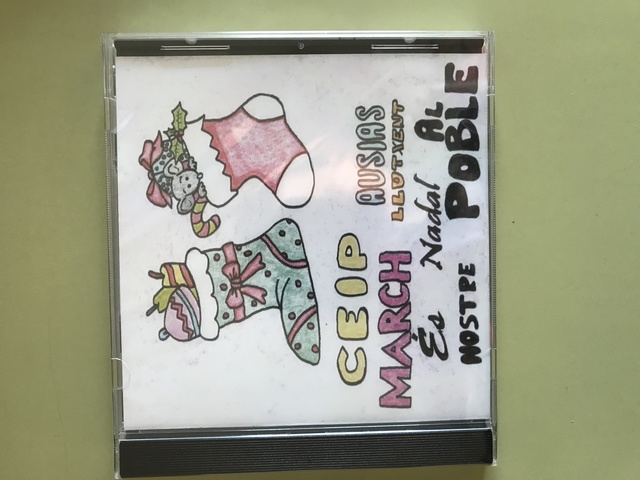 CEIP AUSIAS
MARCH LLUTXENT
És Nadal AL
NOSTRE POBLE